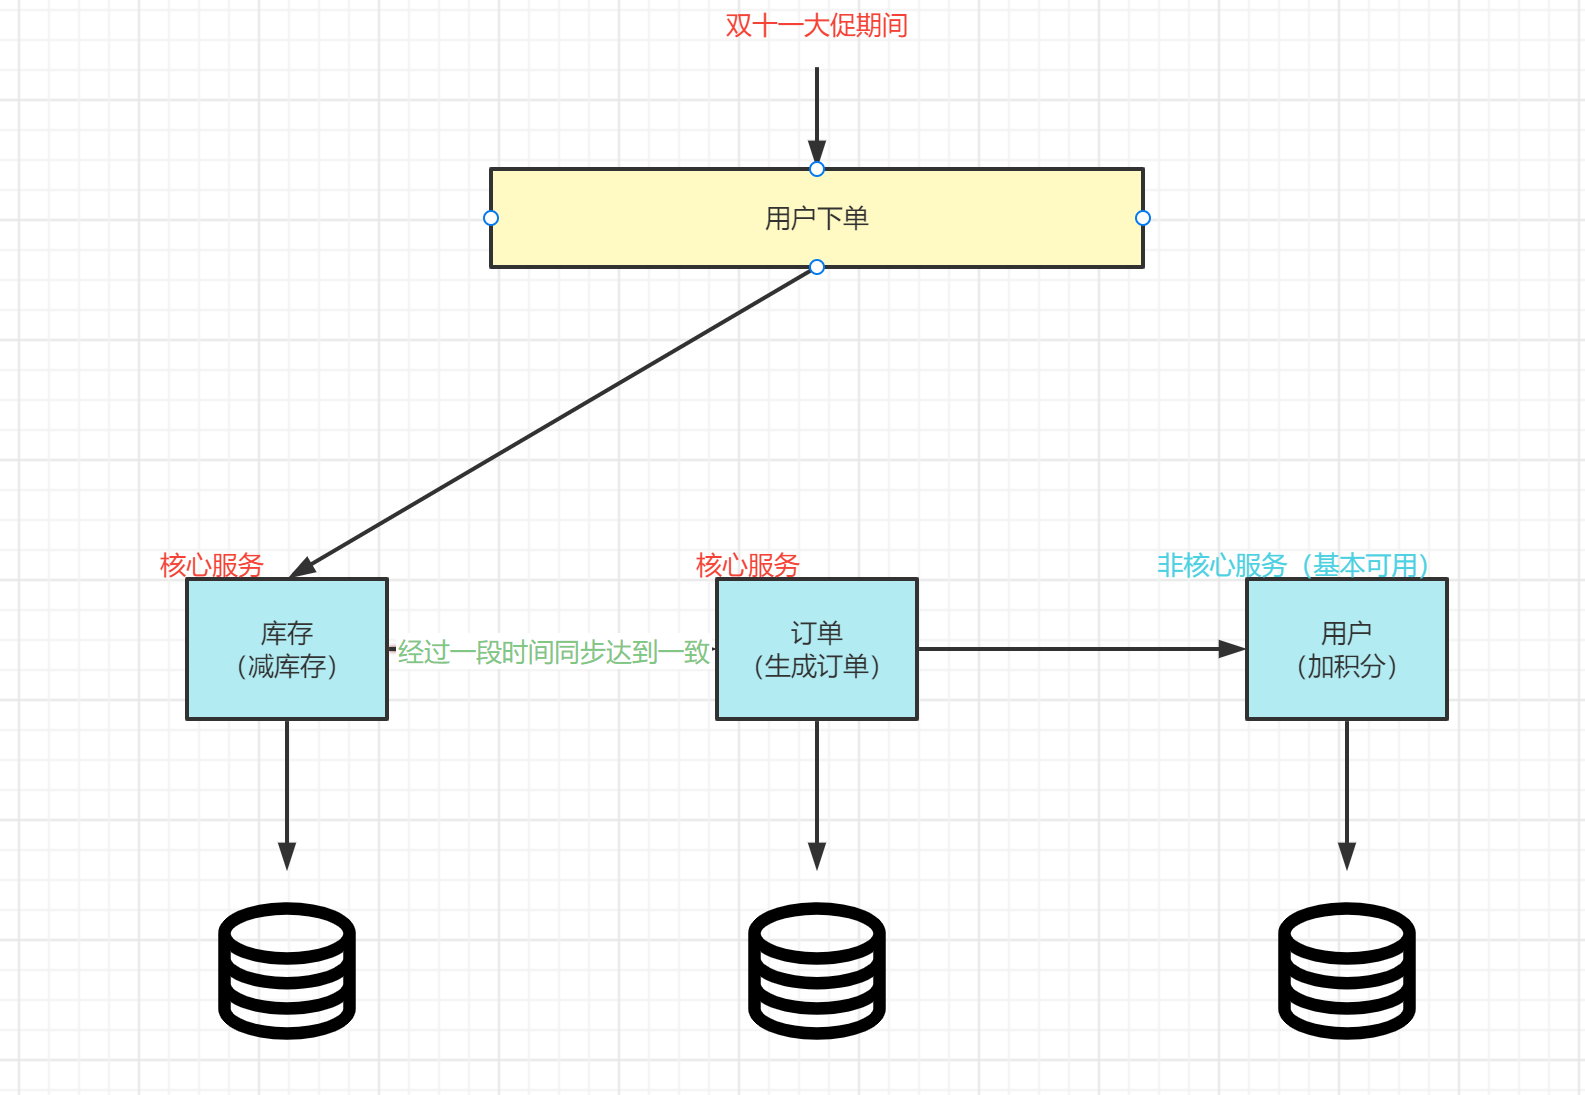 双十一大促期间
用户下单
核心服务
核心服务
非核心服务（基本可用）
库存
（减库存）
经过一段时间同步达到一致
订单
（生成订单）
用户
（加积分）